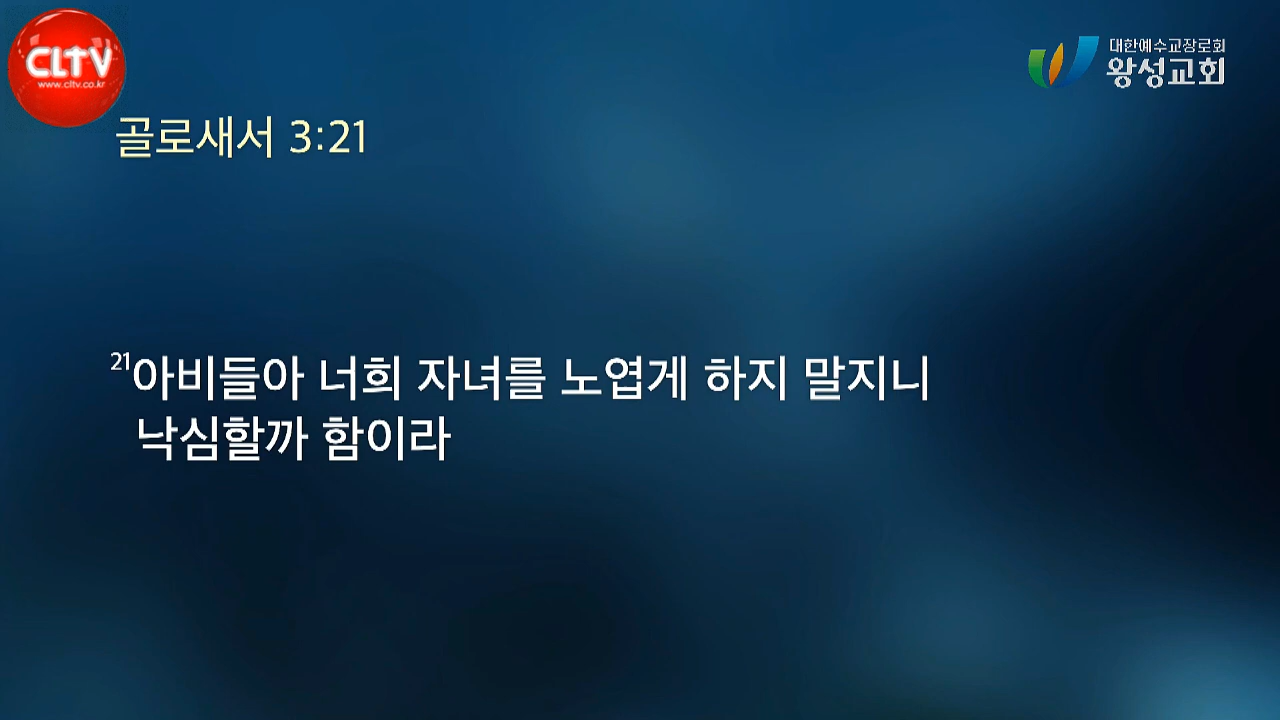 CLTV
www.cltv.co.kr
대한예수교장로회
왕성교회
골로새서 3:21
21아비들아 너희 자녀를 노엽게 하지 말지니
낙심할까 함이라